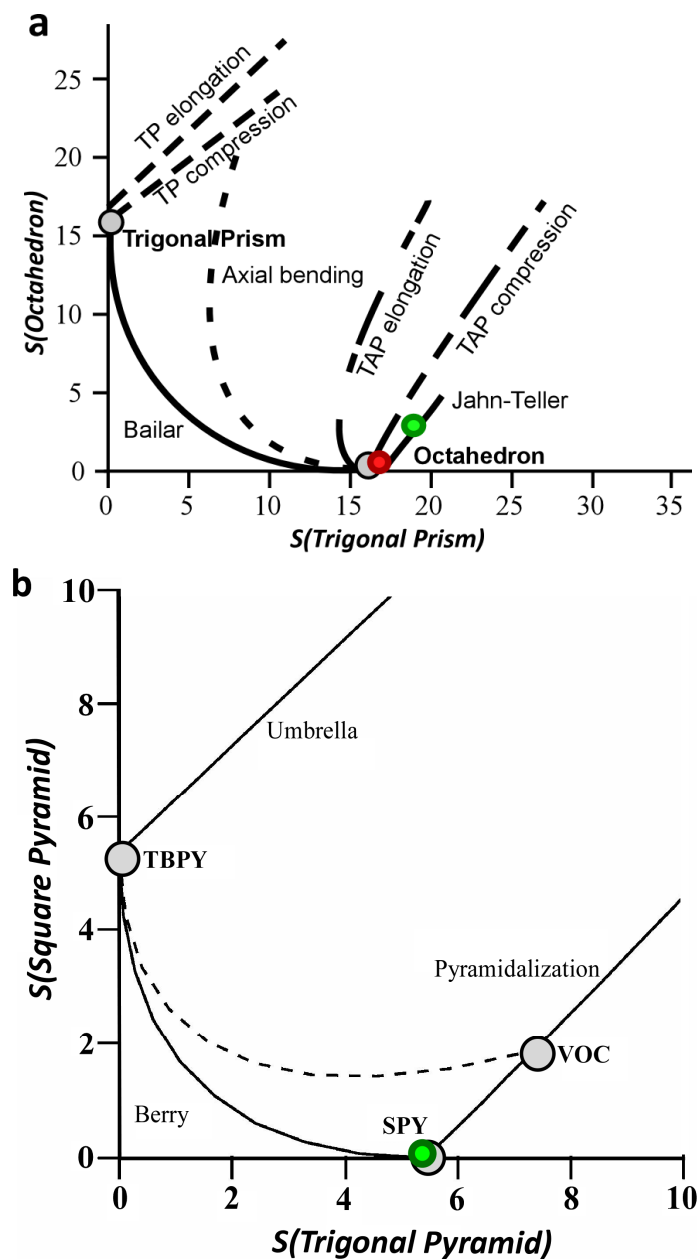 a
25
20
15
10
5
0
S(Octahedron)
TP elongation
TP compression
Trigonal Prism
Axial bending
Bailar
TAP elongation
TAP compression
Jahn-Teller
Octahedron
0 5 10 15 20 25 30 35
S(Trigonal Prism)
b
10
8
6
4
2
0
S(Square Pyramid)
Umbrella
TBPY
Pyramidalization
VOC
Berry
SPY
0 2 4 6 8 10
S(Trigonal Pyramid)